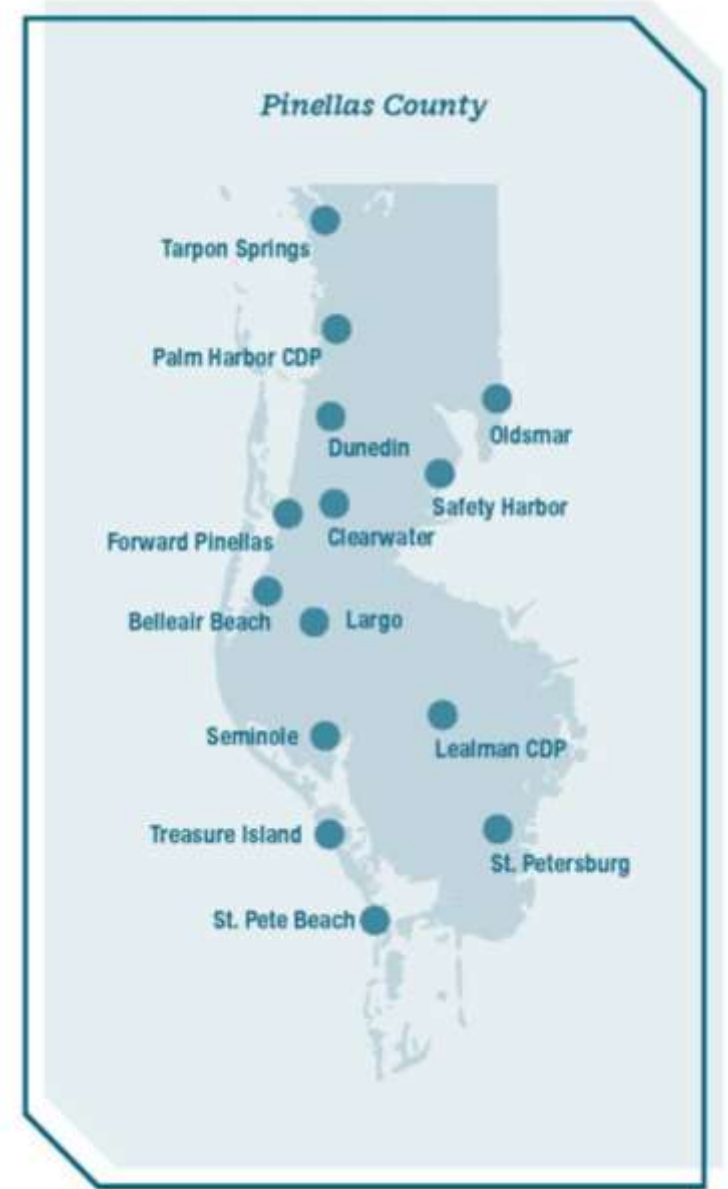 Pinellas County
Tarpon Springs
Palm Harbor CDP
Oldsmar
Dunedin
Safety Harbor
Clearwater
Forward Pinellas
Belleair Beach
Largo
Seminole
Lealman CDP
Treasure Island
St. Petersburg
St. Pete Beach